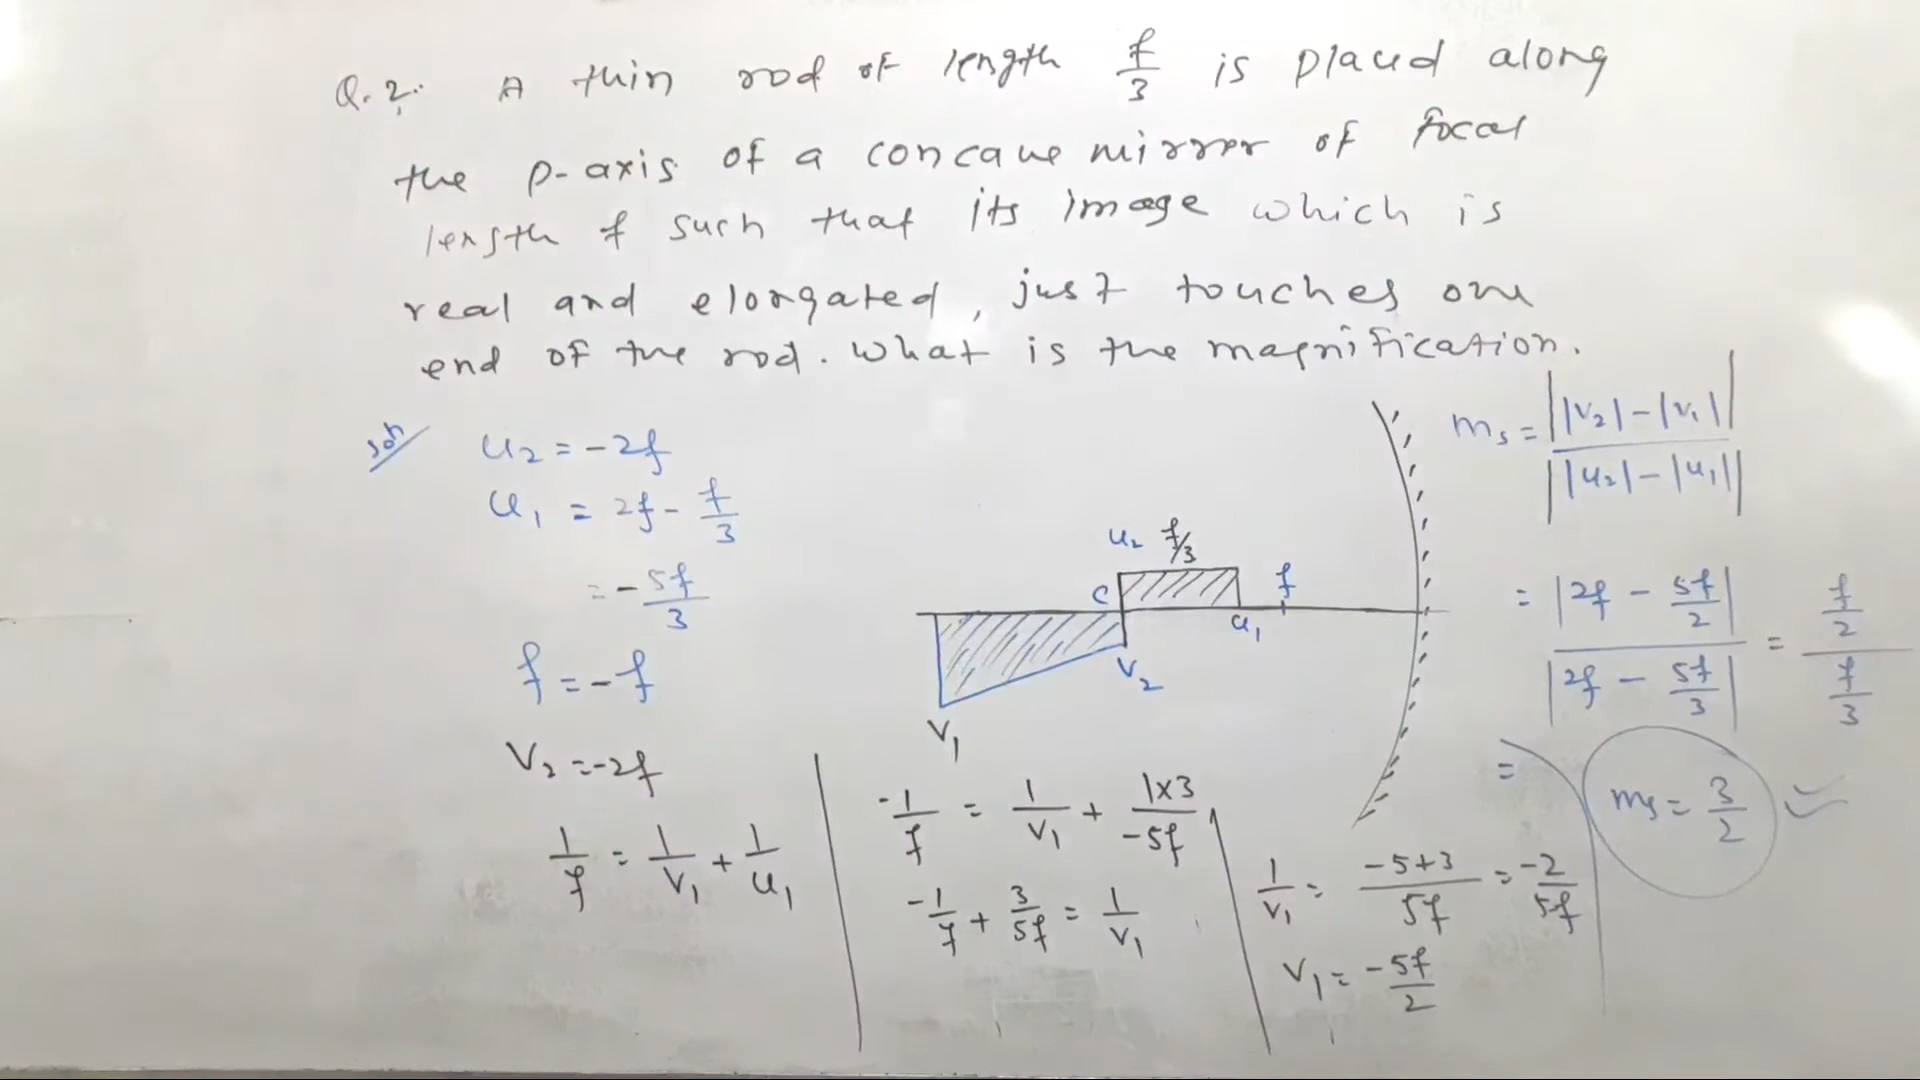 Q.2. A thin rod of length f/3 is placed along
the p-axis of a concave mirror of focal
length f such that its image which is
real and elongated, just touches one
end of the rod. What is the magnification.
soln
u₂ = -2f
u₁ = 2f - f/3
= -5f/3
f = -f
V₂ = -2f
1/f = 1/V₁ + 1/u₁
u₂ f/3
C
f
u₁
V₂
V₁
-1/f = 1/V₁ + 1×3/-5f
-1/f + 3/5f = 1/V₁
1/V₁ = -5+3/5f = -2/5f
V₁ = -5f/2
mₛ = ||V₂| - |V₁|| / ||u₂| - |u₁||
= |2f - 5f/2| / |2f - 5f/3| = f/2 / f/3
= mₛ = 3/2